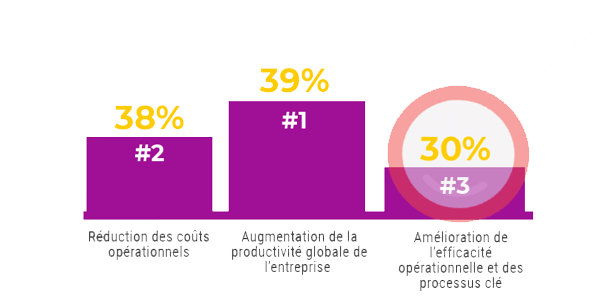 38%
#2
39%
#1
30%
#3
Réduction des coûts
opérationnels
Augmentation de la
productivité globale de
l'entreprise
Amélioration de
l'efficacité
opérationnelle et des
processus clé